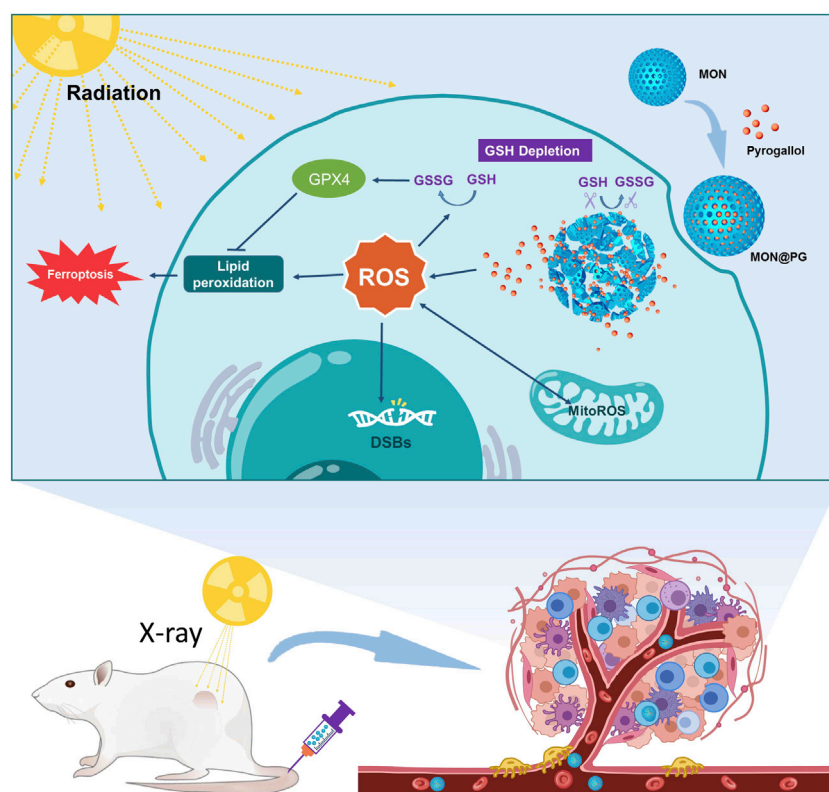 Radiation
MON
Pyrogallol
MON@PG
GSH Depletion
GPX4
GSSG
GSH
GSH
GSSG
Ferroptosis
Lipid
peroxidation
ROS
MitoROS
DSBs
X-ray